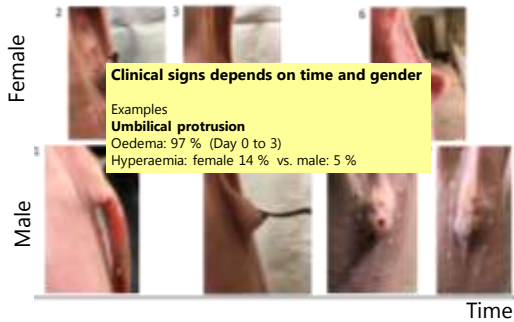 2
3
6
Female
Clinical signs depends on time and gender
Examples
Umbilical protrusion
Oedema: 97 % (Day 0 to 3)
Hyperaemia: female 14 % vs. male: 5 %
Male
Time